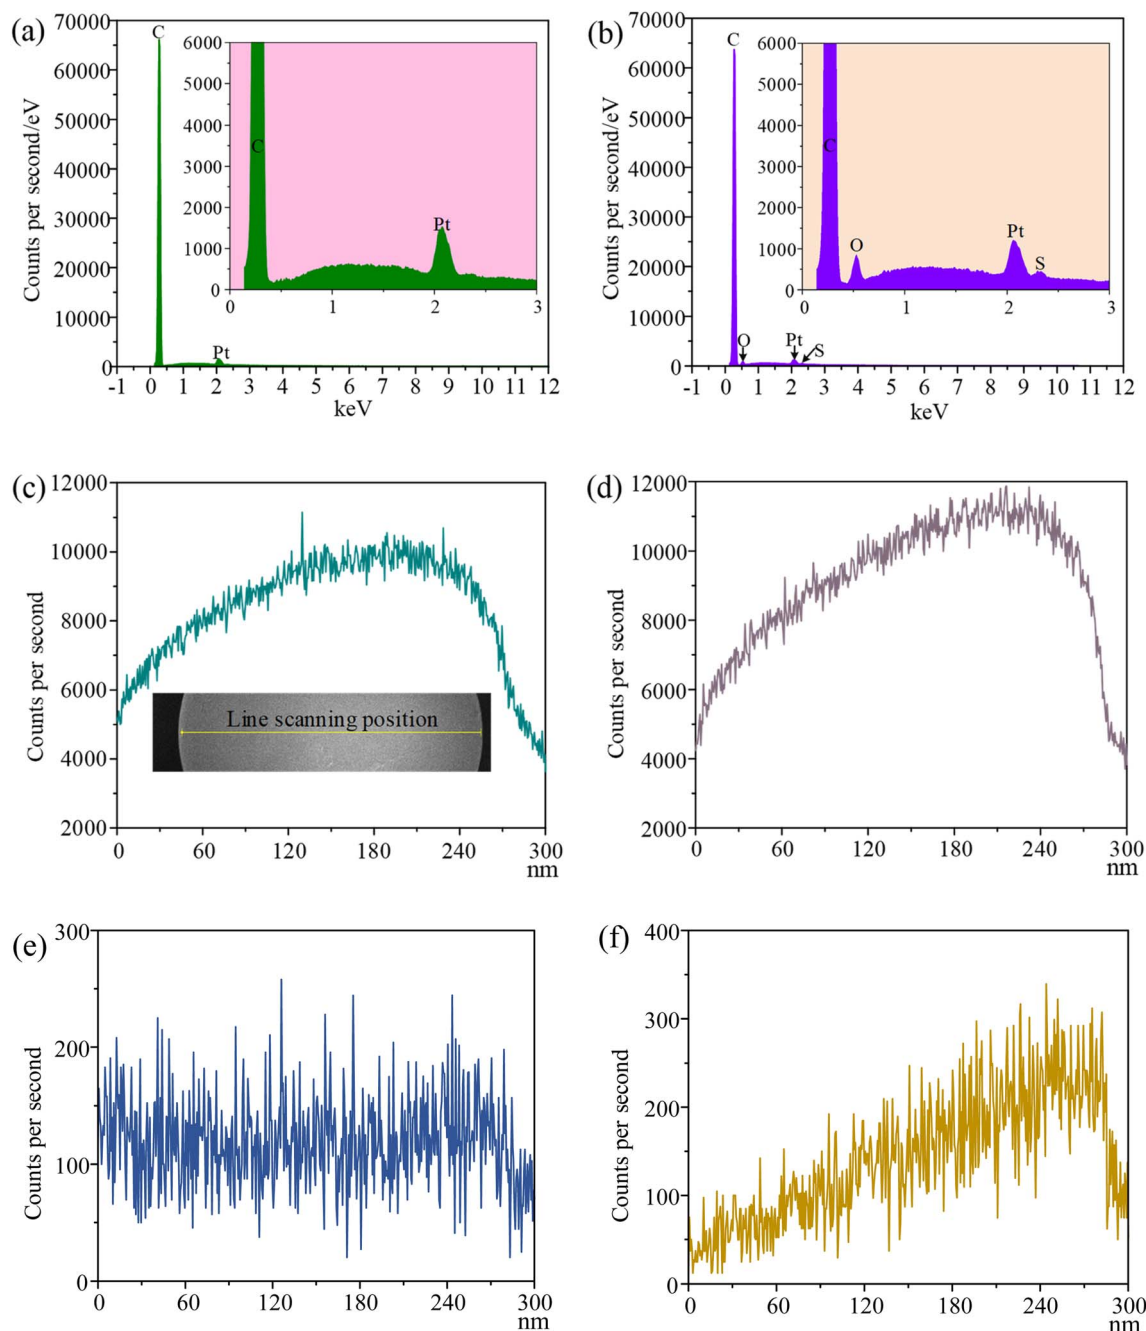 (a)
70000
60000
50000
40000
30000
20000
10000
0
Counts per second/eV
-1 0 1 2 3 4 5 6 7 8 9 10 11 12
keV
C
Pt
6000
5000
4000
3000
2000
1000
0
0 1 2 3
C
Pt
(b)
70000
60000
50000
40000
30000
20000
10000
0
Counts per second/eV
-1 0 1 2 3 4 5 6 7 8 9 10 11 12
keV
C
O
Pt
S
6000
5000
4000
3000
2000
1000
0
0 1 2 3
C
O
Pt
S
(c)
12000
10000
8000
6000
4000
2000
Counts per second
Line scanning position
0 60 120 180 240 300
nm
(d)
12000
10000
8000
6000
4000
2000
Counts per second
0 60 120 180 240 300
nm
(e)
300
200
100
0
Counts per second
0 60 120 180 240 300
nm
(f)
400
300
200
100
0
Counts per second
0 60 120 180 240 300
nm